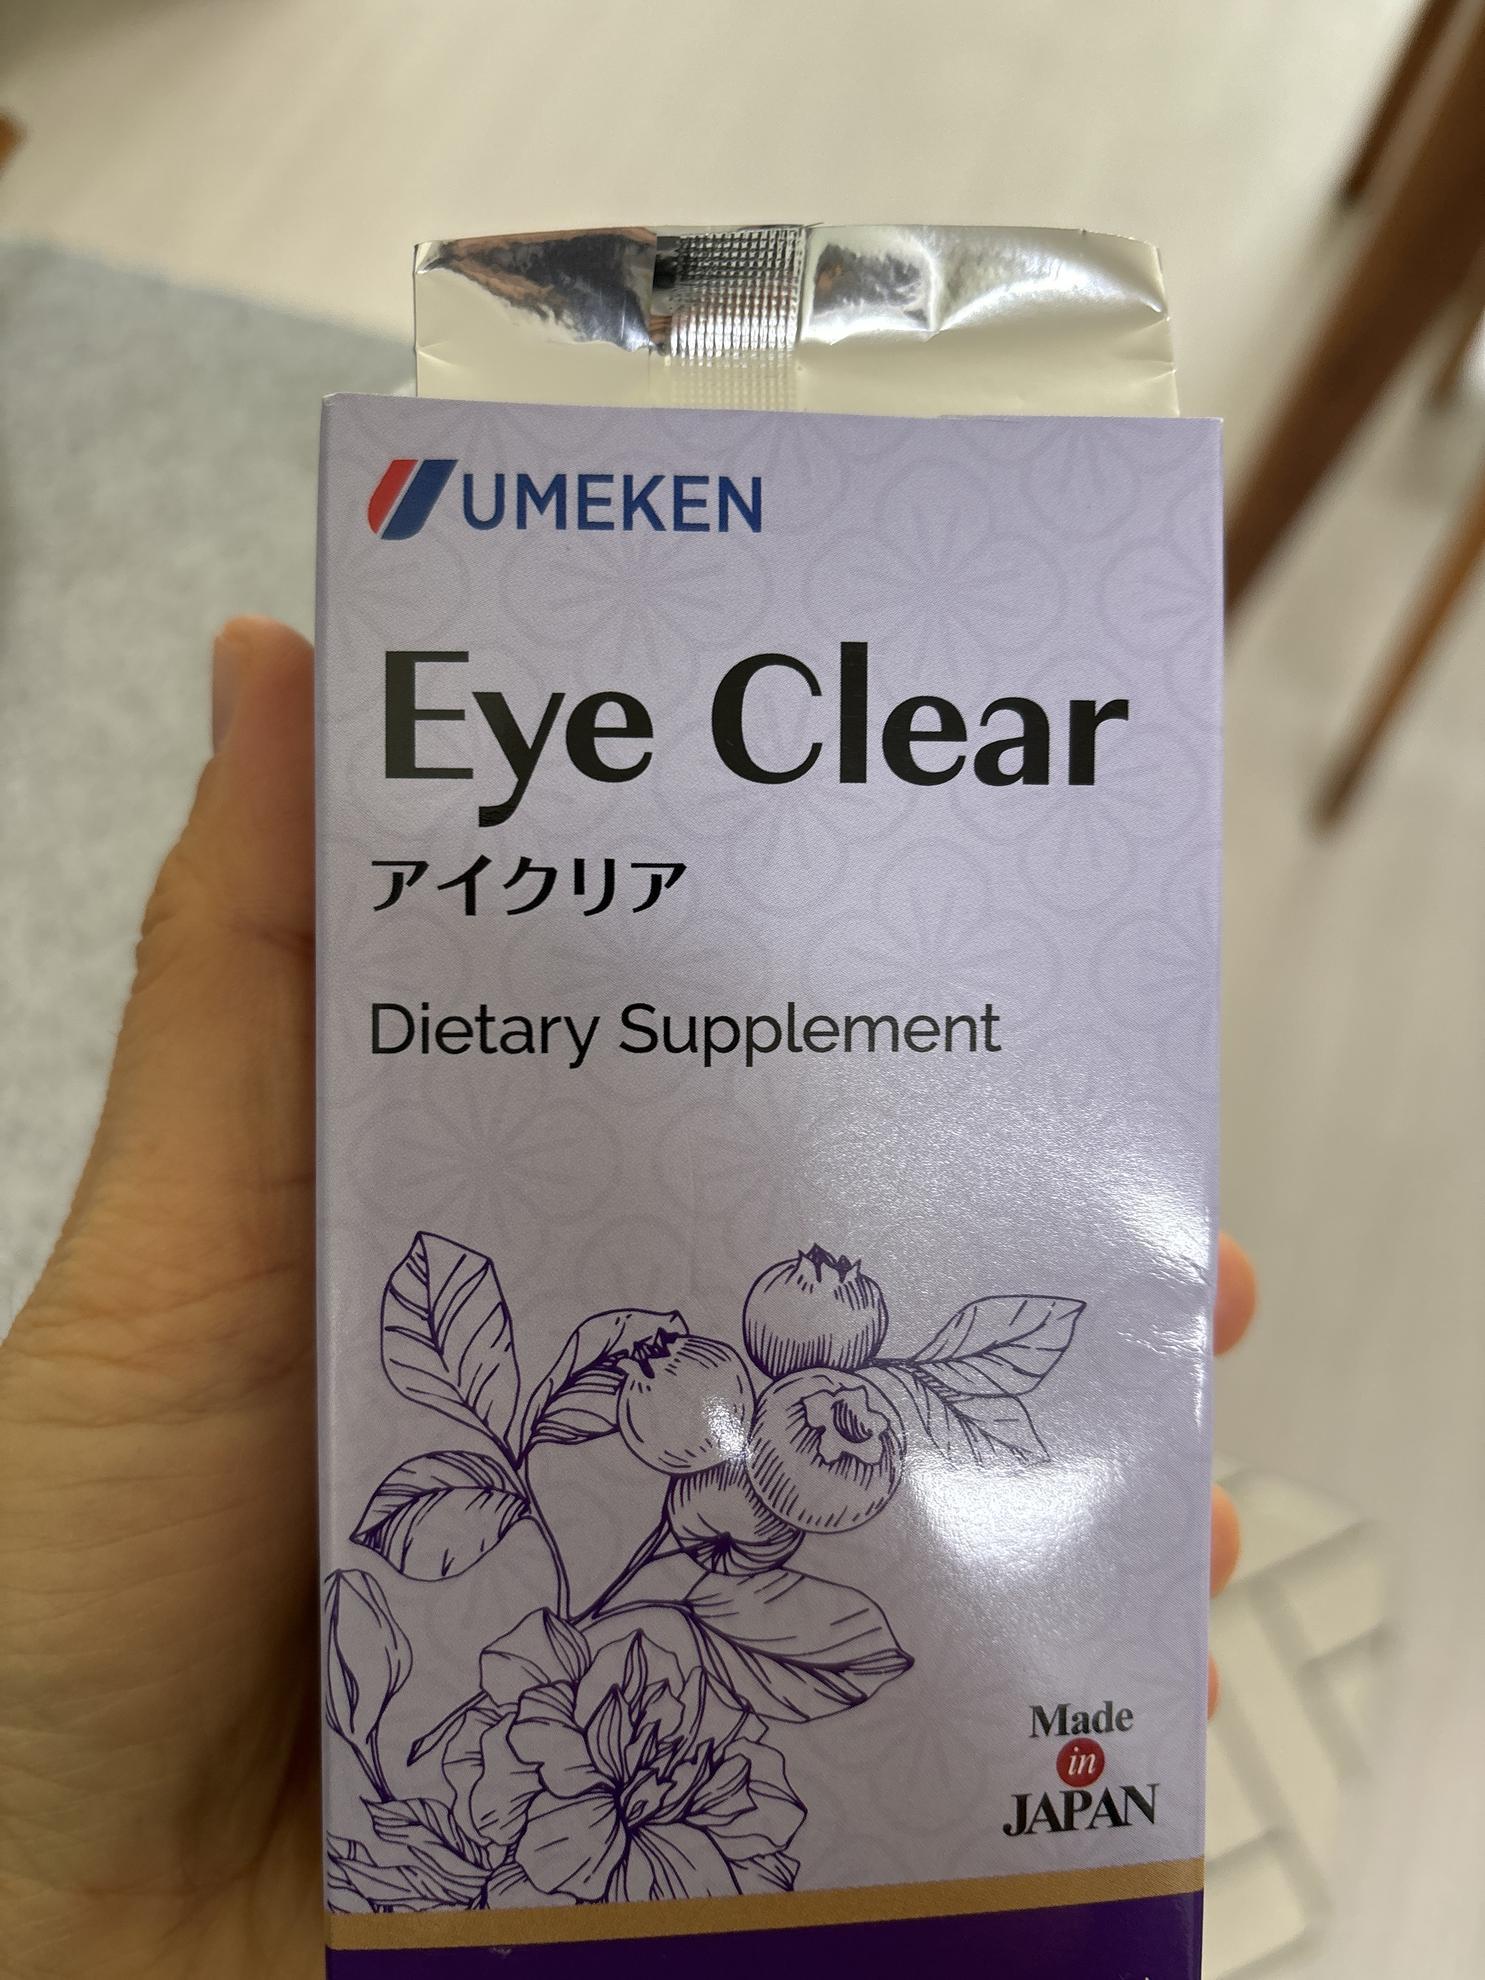 UMEKEN
Eye Clear
アイクリア
Dietary Supplement
Made
in
JAPAN